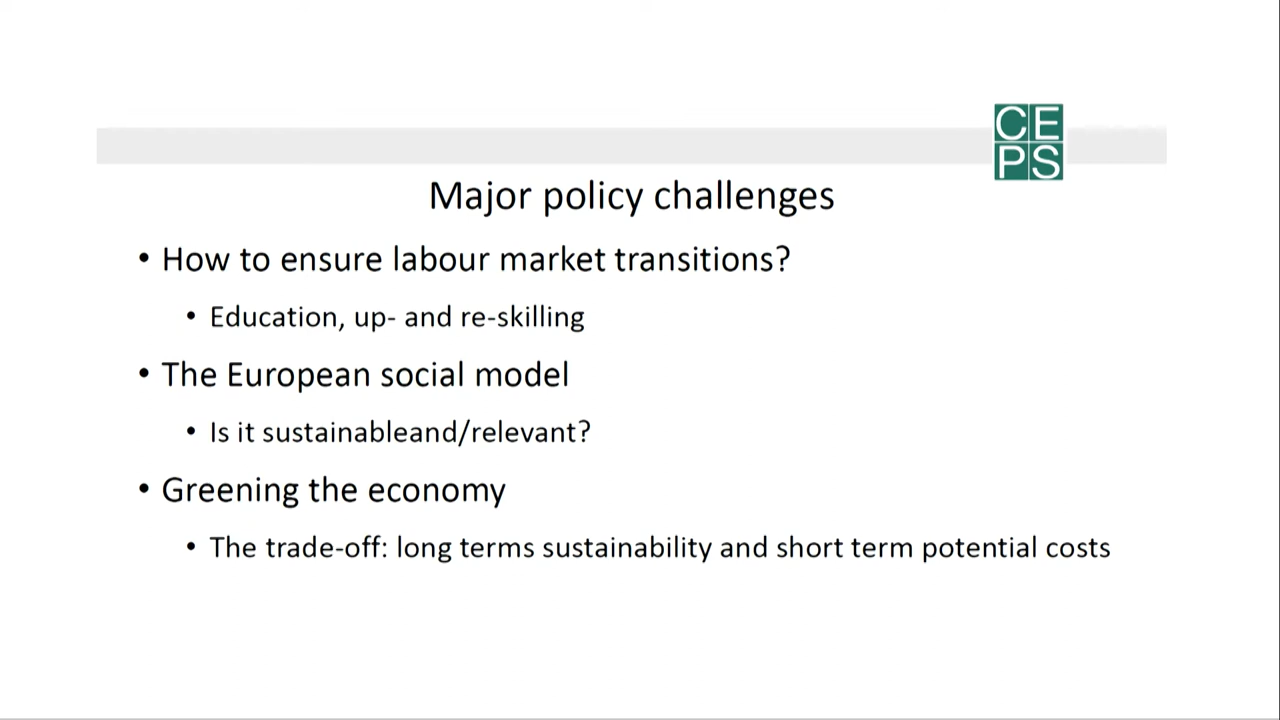 CE
PS
Major policy challenges
• How to ensure labour market transitions?
• Education, up- and re-skilling
• The European social model
• Is it sustainableand/relevant?
• Greening the economy
• The trade-off: long terms sustainability and short term potential costs